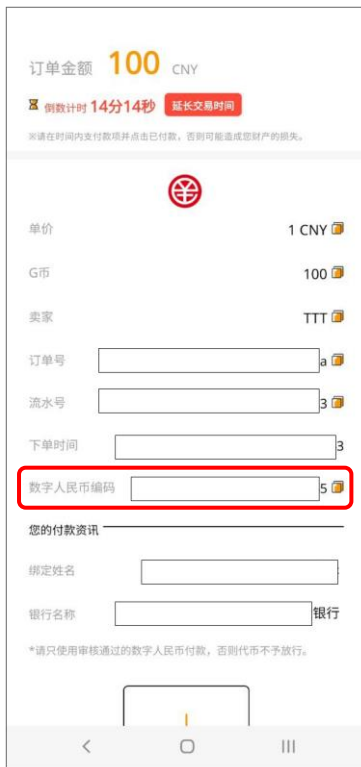 订单金额 100 CNY
倒数计时 14分14秒 延长交易时间
※请在时间内支付款项并点击已付款，否则可能造成您财产的损失。
单价 1 CNY
G币 100
卖家 TTT
订单号 a
流水号 3
下单时间 3
数字人民币编码 5
您的付款资讯
绑定姓名
银行名称 银行
*请只使用审核通过的数字人民币付款，否则代币不予放行。